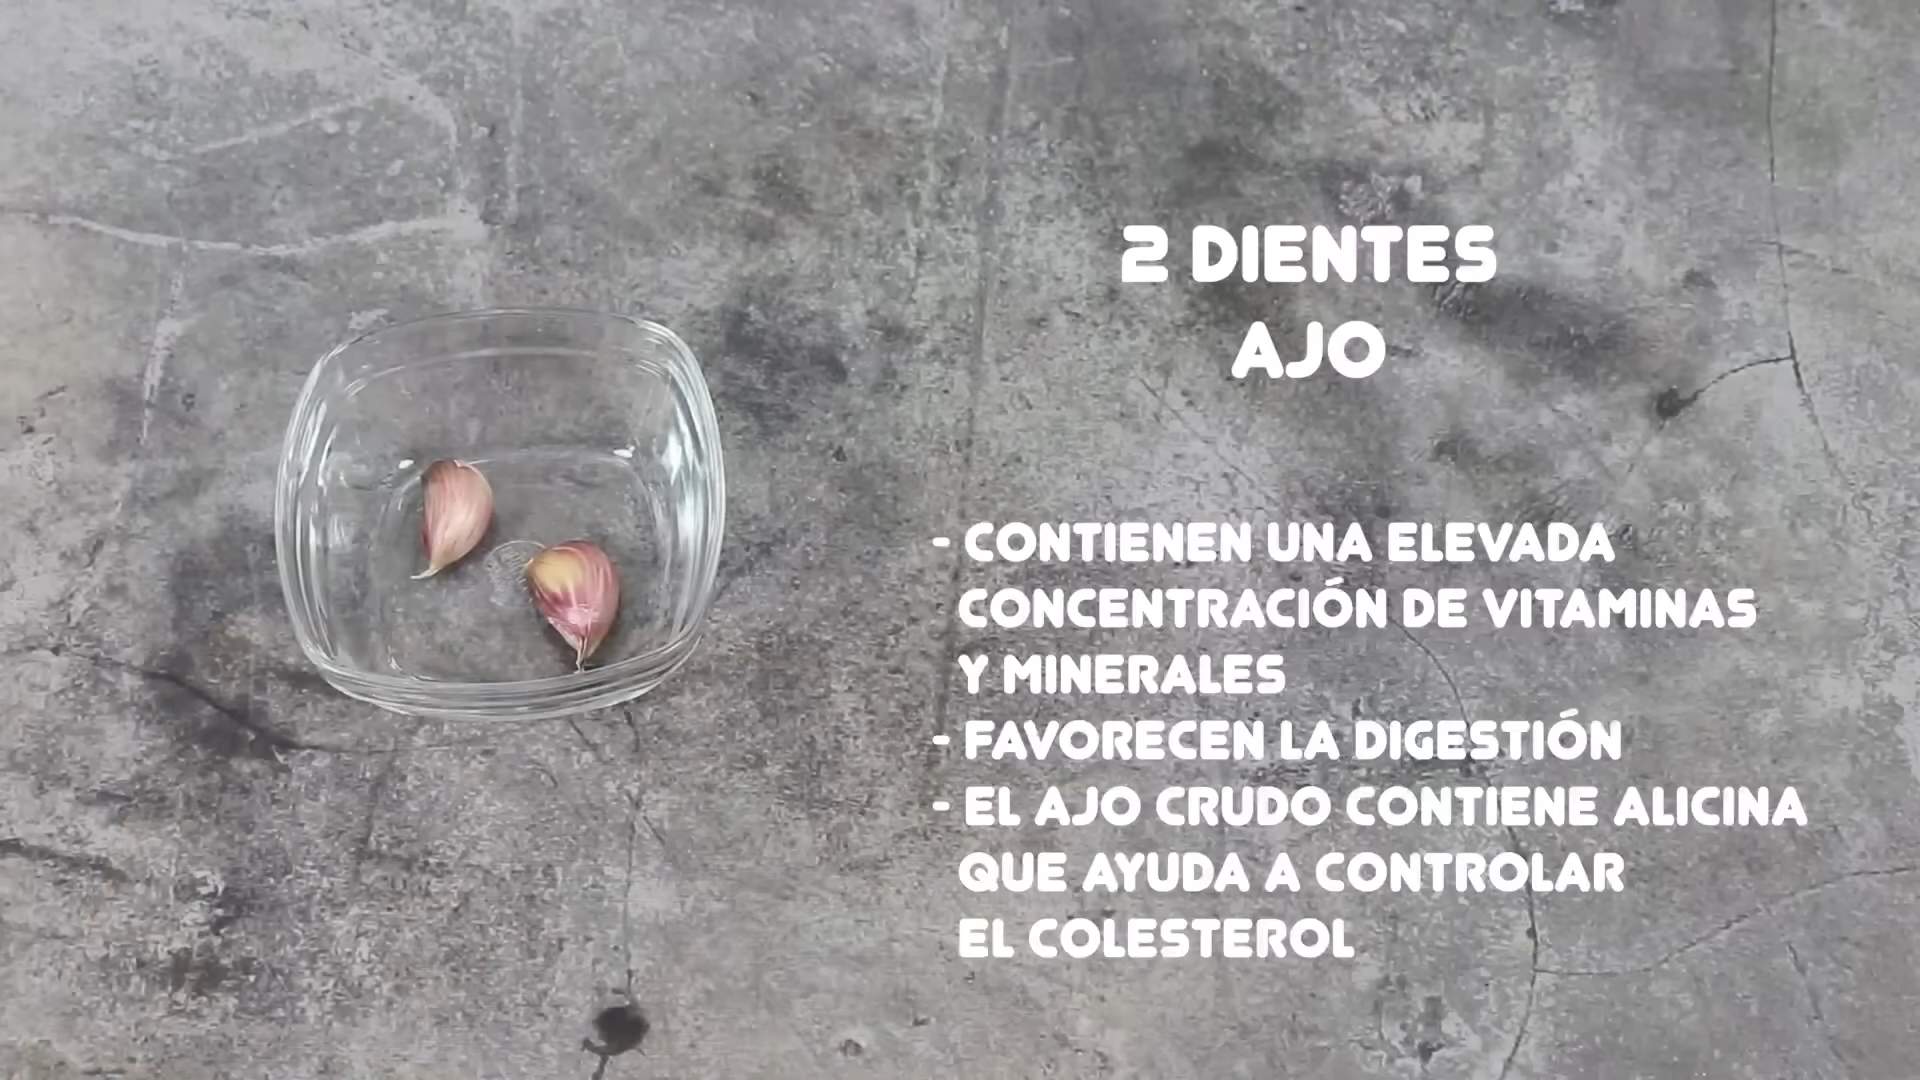 2 DIENTES
AJO
- CONTIENEN UNA ELEVADA
CONCENTRACIÓN DE VITAMINAS
Y MINERALES
- FAVORECEN LA DIGESTIÓN
- EL AJO CRUDO CONTIENE ALICINA
QUE AYUDA A CONTROLAR
EL COLESTEROL